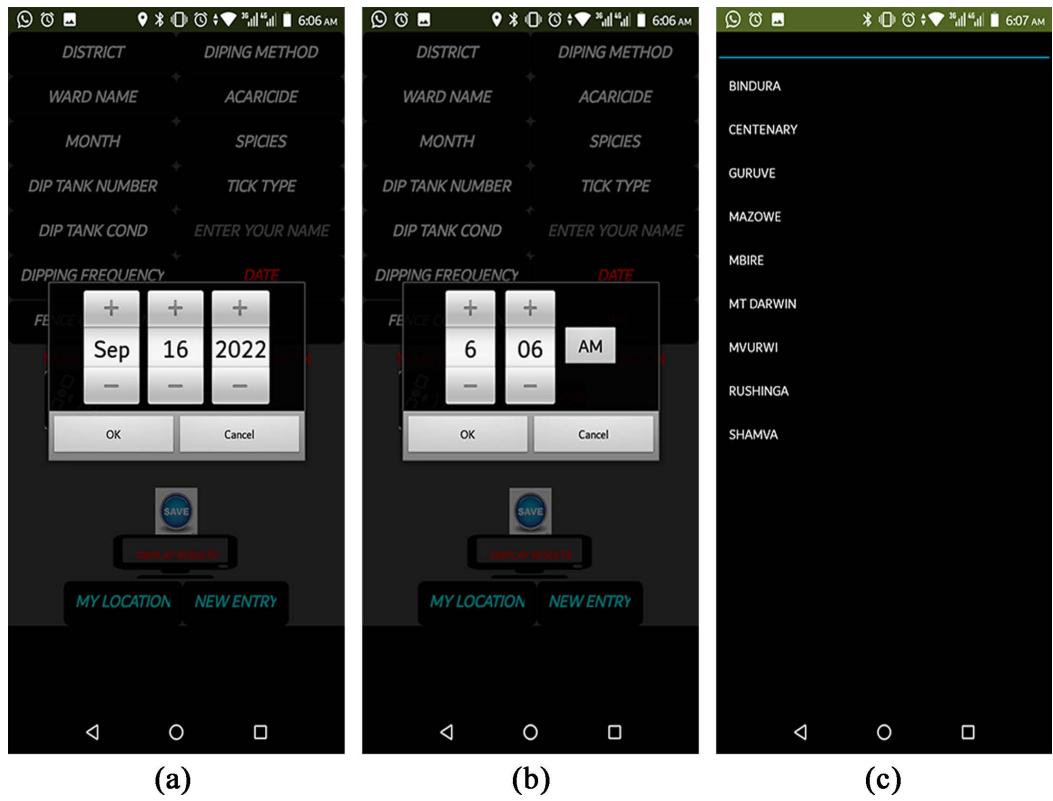 6:06 AM
DISTRICT DIPING METHOD
WARD NAME ACARICIDE
MONTH SPICIES
DIP TANK NUMBER TICK TYPE
DIP TANK COND ENTER YOUR NAME
DIPPING FREQUENCY DATE
+ + +
Sep 16 2022
− − −
OK Cancel
SAVE
DISPLAY RESULTS
MY LOCATION NEW ENTRY
(a)
6:06 AM
DISTRICT DIPING METHOD
WARD NAME ACARICIDE
MONTH SPICIES
DIP TANK NUMBER TICK TYPE
DIP TANK COND ENTER YOUR NAME
DIPPING FREQUENCY DATE
+ +
6 06 AM
− −
OK Cancel
SAVE
DISPLAY RESULTS
MY LOCATION NEW ENTRY
(b)
6:07 AM
BINDURA
CENTENARY
GURUVE
MAZOWE
MBIRE
MT DARWIN
MVURWI
RUSHINGA
SHAMVA
(c)